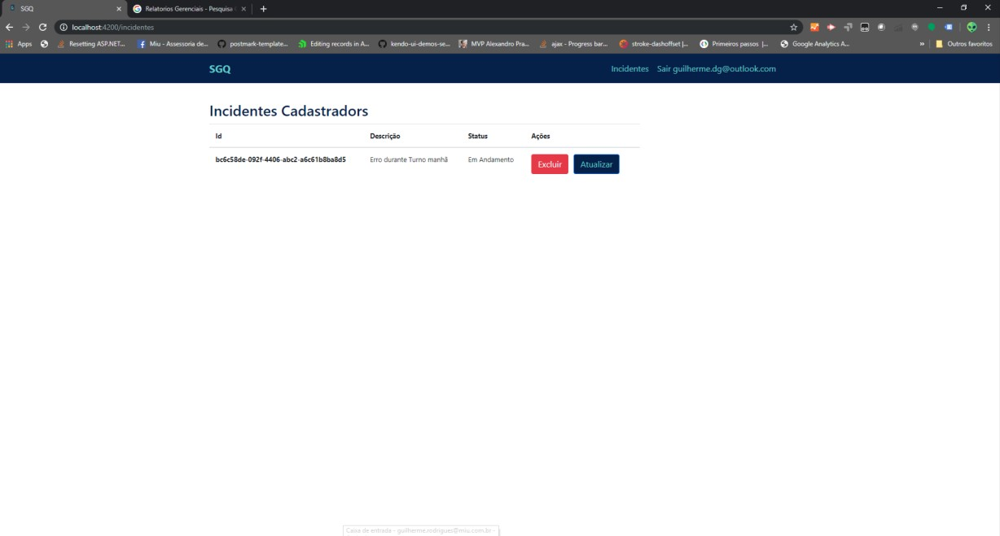 SGQ
Relatorios Gerenciais - Pesquisa
localhost:4200/incidentes
Apps Resetting ASP.NET... Miu - Assessoria de... postmark-template... Editing records in A... kendo-ui-demos-se... MVP Alexandro Pra... ajax - Progress bar... stroke-dashoffset |... Primeiros passos |... Google Analytics A... » Outros favoritos
SGQ Incidentes Sair guilherme.dg@outlook.com
Incidentes Cadastradors
Id Descrição Status Ações
bc6c58de-092f-4406-abc2-a6c61b8ba8d5 Erro durante Turno manhã Em Andamento Excluir Atualizar
Caixa de entrada - guilherme.rodrigues@miu.com.br -